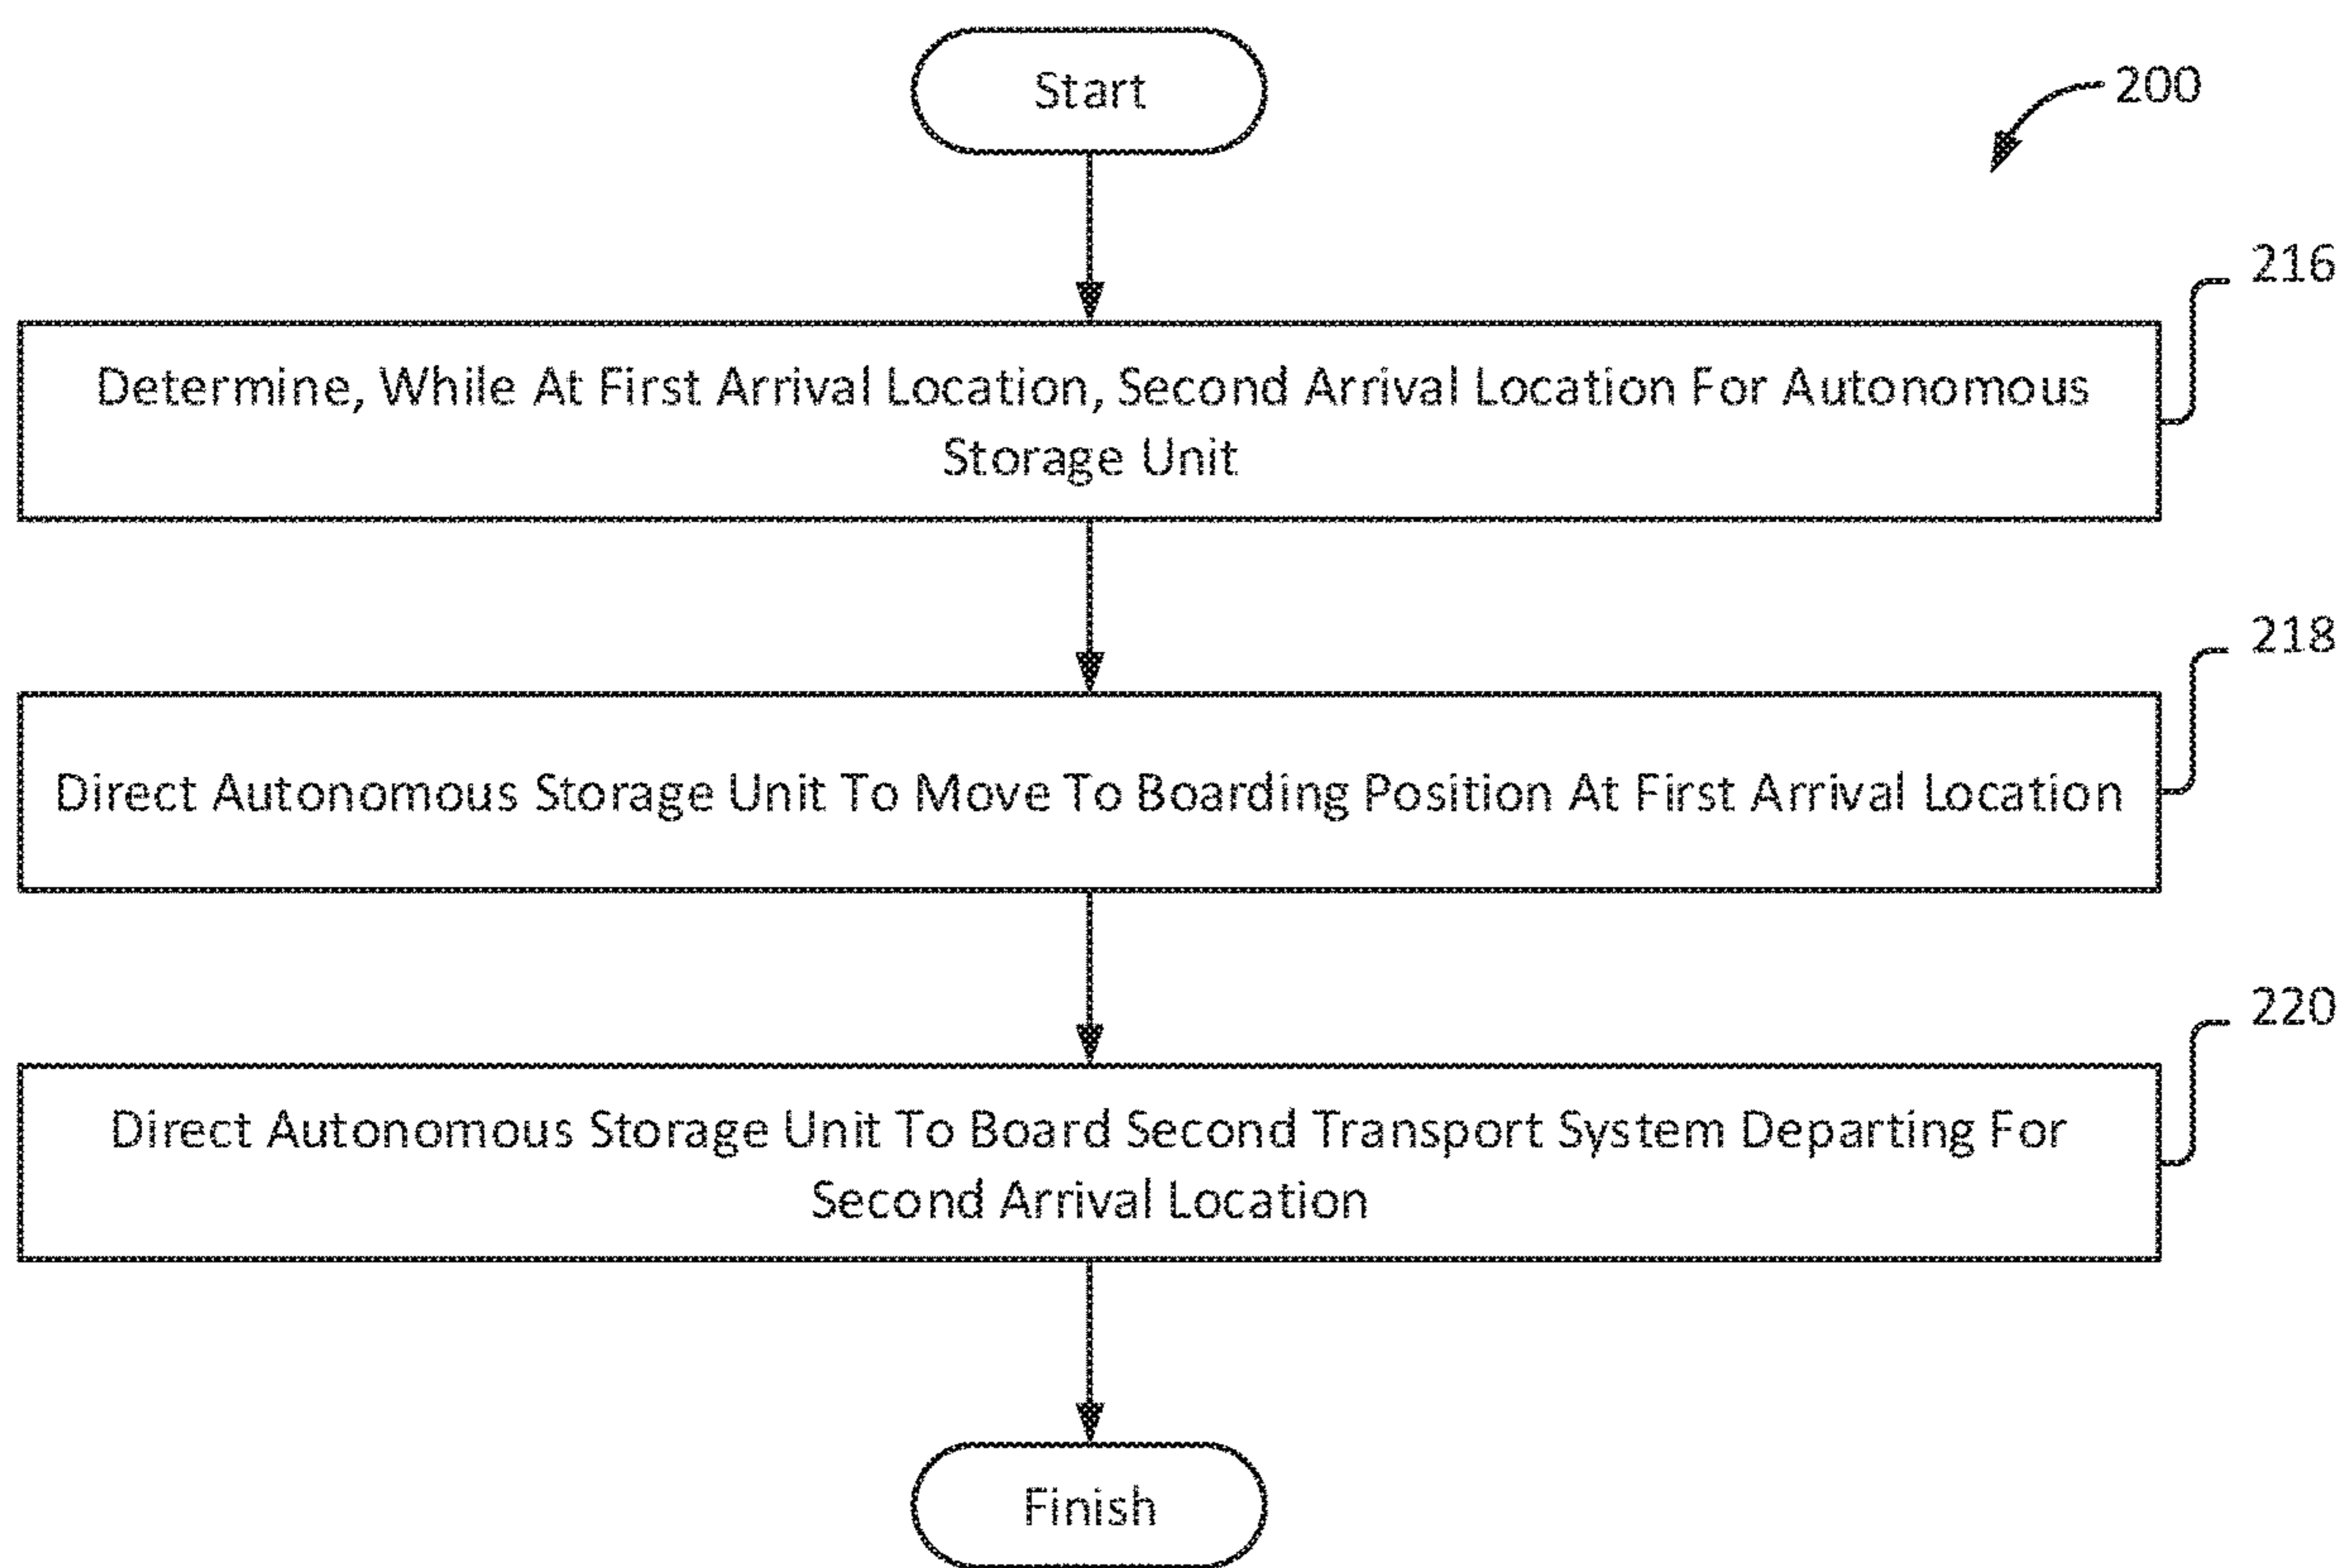 Start
200
216
Determine, While At First Arrival Location, Second Arrival Location For Autonomous
Storage Unit
218
Direct Autonomous Storage Unit To Move To Boarding Position At First Arrival Location
220
Direct Autonomous Storage Unit To Board Second Transport System Departing For
Second Arrival Location
Finish